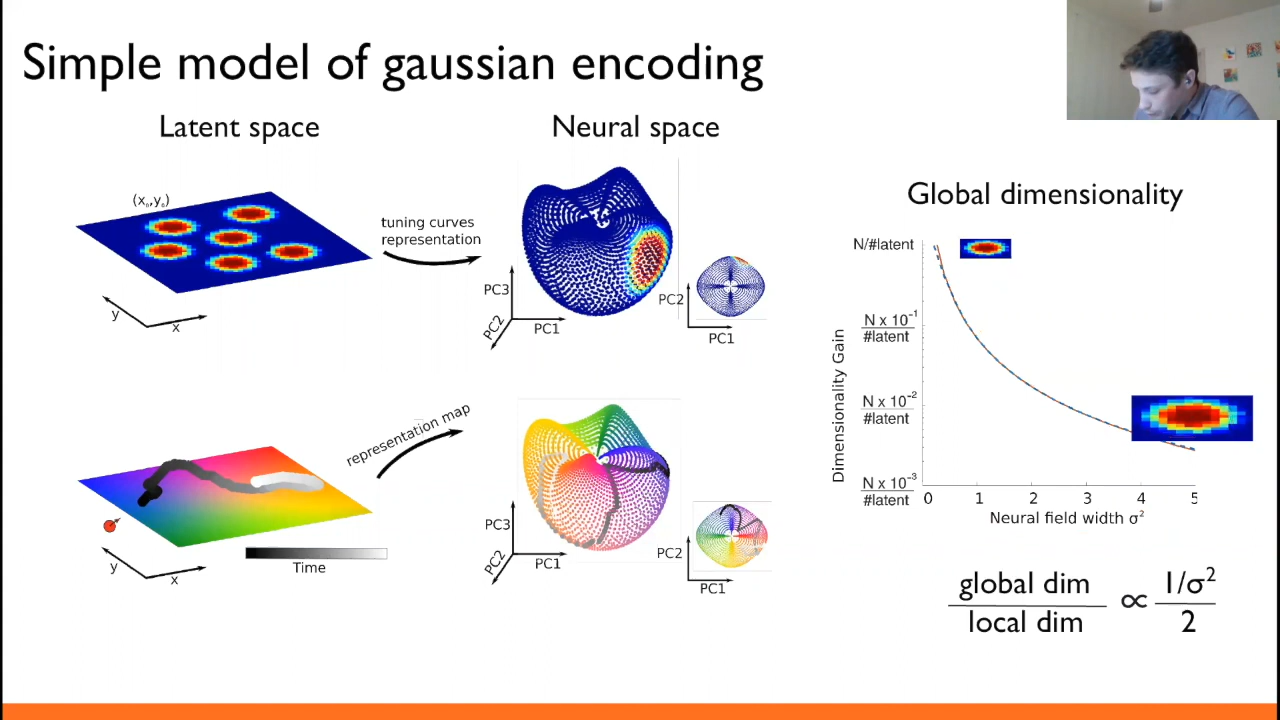 Simple model of gaussian encoding
Latent space
Neural space
(x₀,y₀)
tuning curves
representation
y
x
PC3
PC2
PC1
PC2
PC1
representation map
y
x
Time
PC3
PC2
PC1
PC2
PC1
Global dimensionality
Dimensionality Gain
N/#latent
N x 10⁻¹
#latent
N x 10⁻²
#latent
N x 10⁻³
#latent
0 1 2 3 4 5
Neural field width σ²
global dim
local dim
∝
1/σ²
2